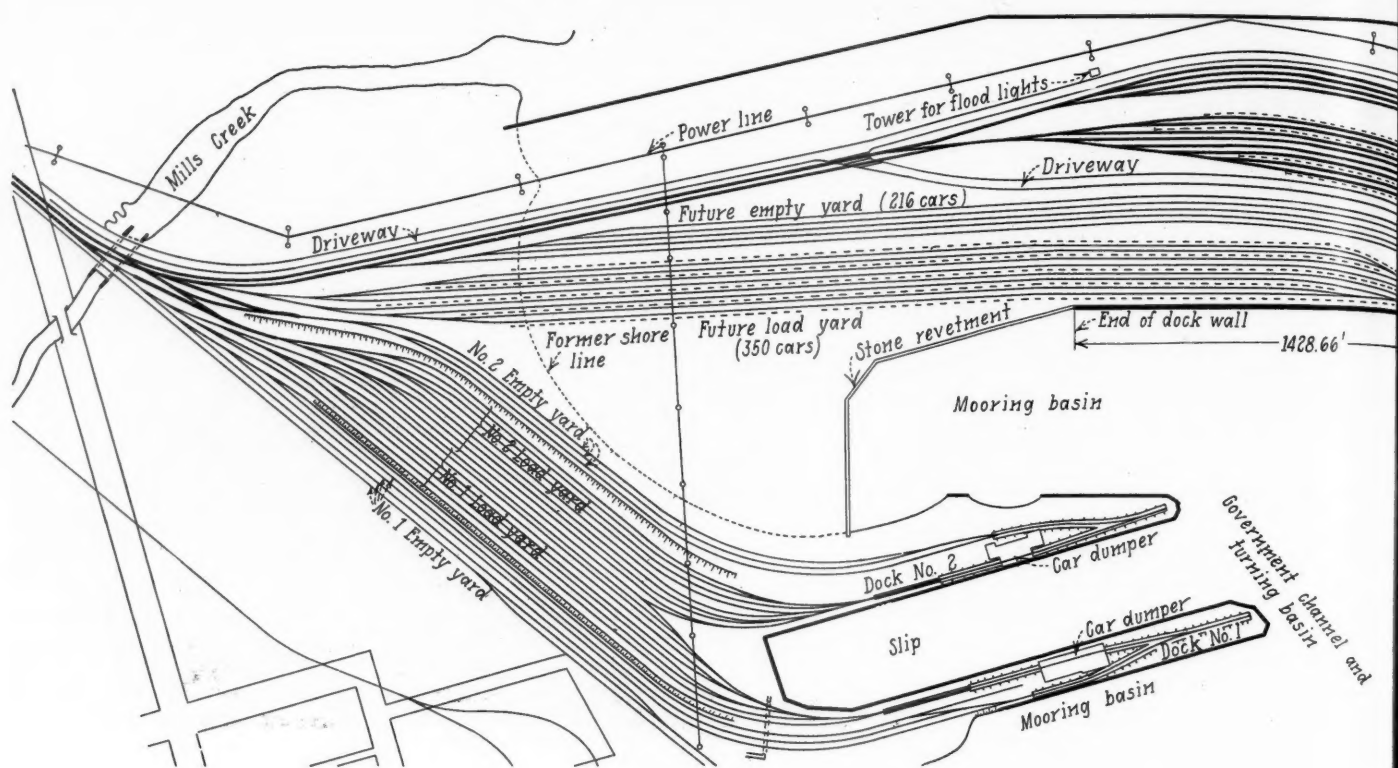 Mills Creek
Power line
Tower for flood lights
Driveway
Driveway
Future empty yard (216 cars)
Former shore
line
Future load yard
(350 cars)
Stone revetment
End of dock wall
1428.66'
No. 2 Empty yard
Mooring basin
No. 2 Load yard
No. 1 Load yard
No. 1 Empty yard
Dock No. 2
Car dumper
Government channel and
turning basin
Slip
Car dumper
Dock No. 1
Mooring basin